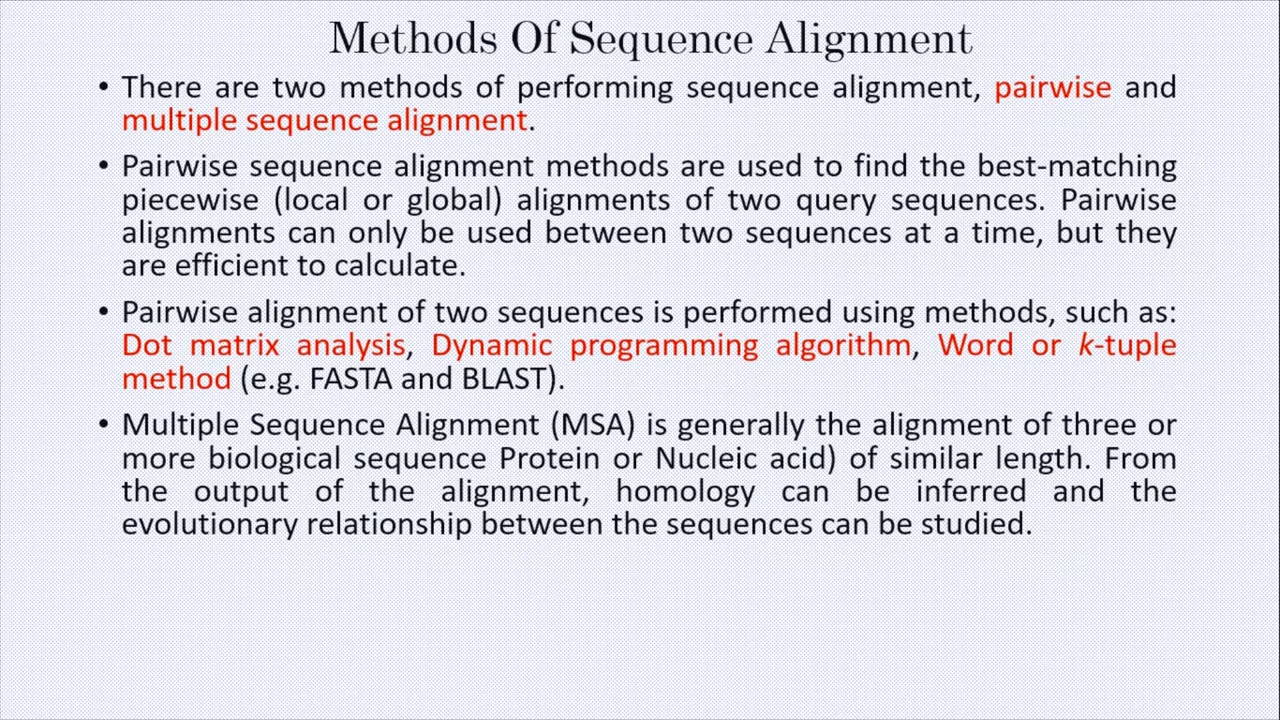 Methods Of Sequence Alignment
• There are two methods of performing sequence alignment, pairwise and
multiple sequence alignment.
• Pairwise sequence alignment methods are used to find the best-matching
piecewise (local or global) alignments of two query sequences. Pairwise
alignments can only be used between two sequences at a time, but they
are efficient to calculate.
• Pairwise alignment of two sequences is performed using methods, such as:
Dot matrix analysis, Dynamic programming algorithm, Word or k-tuple
method (e.g. FASTA and BLAST).
• Multiple Sequence Alignment (MSA) is generally the alignment of three or
more biological sequence Protein or Nucleic acid) of similar length. From
the output of the alignment, homology can be inferred and the
evolutionary relationship between the sequences can be studied.